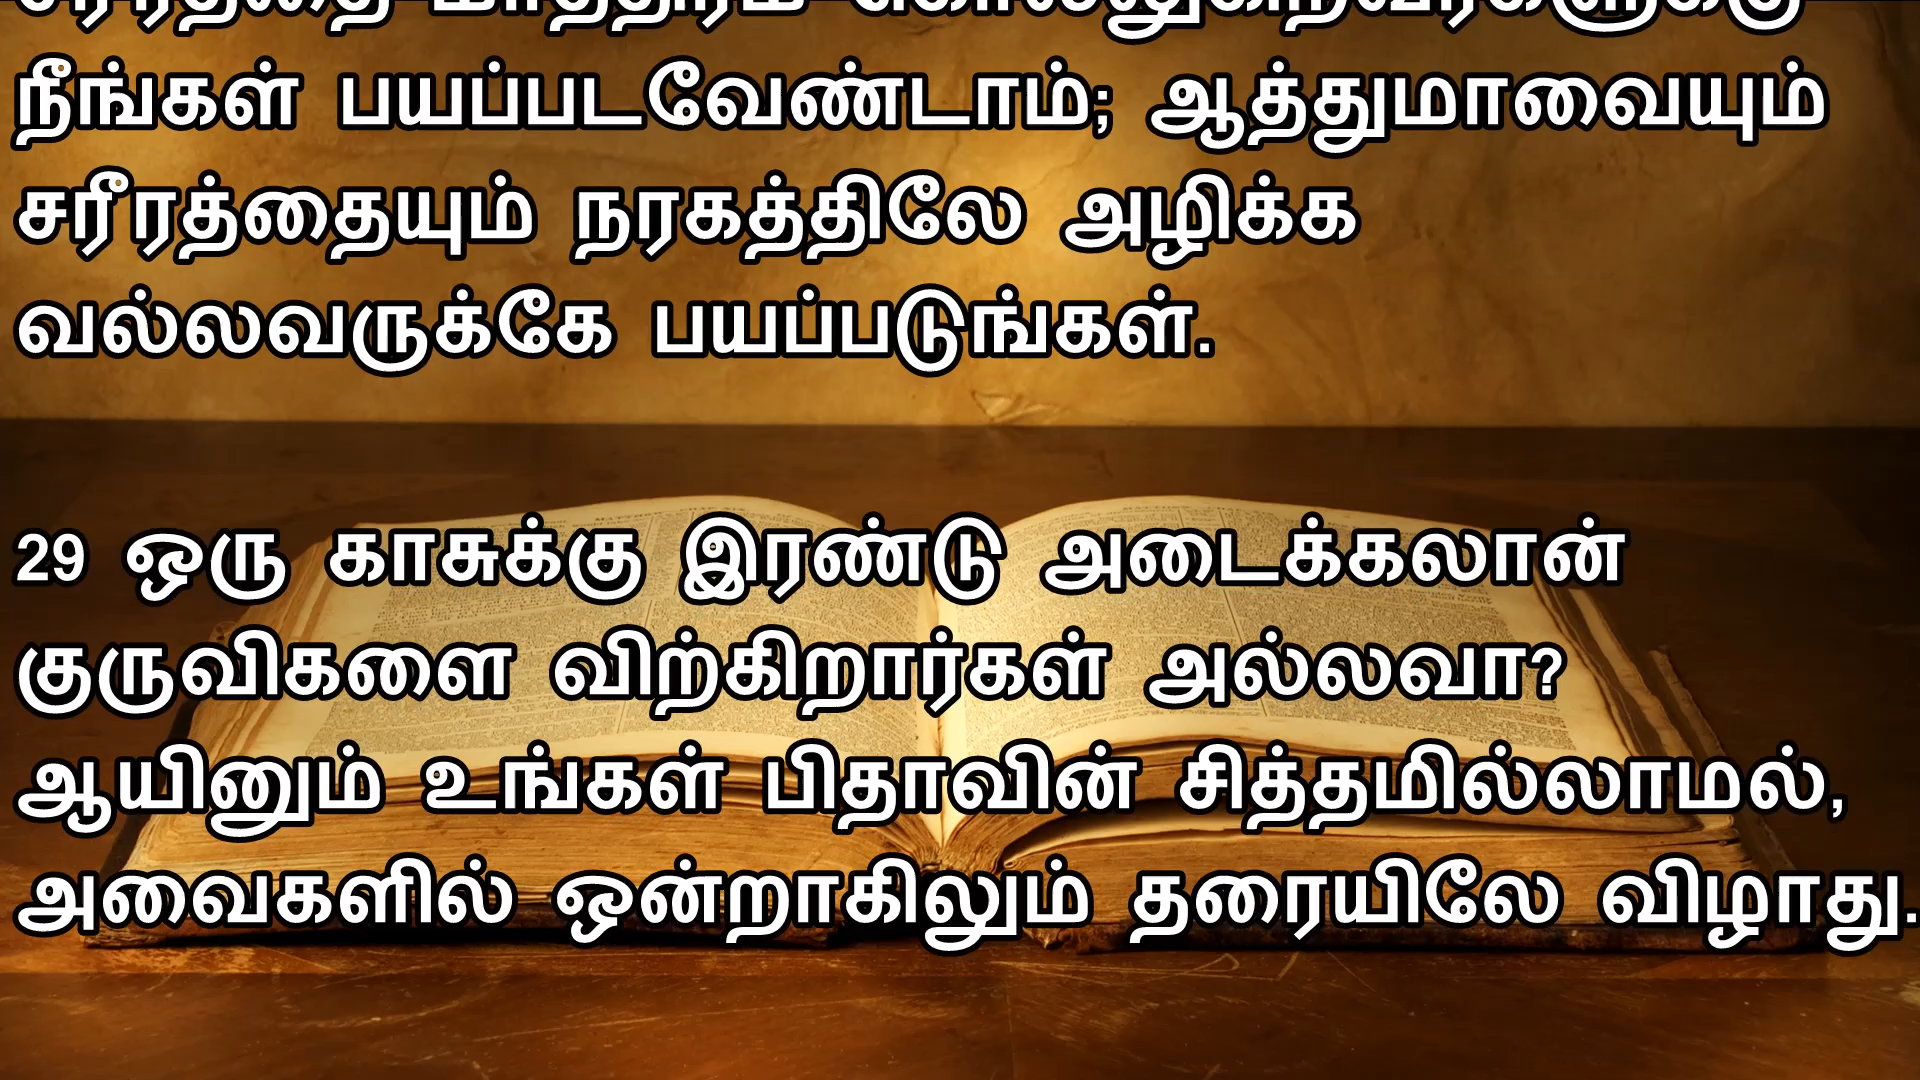 நீங்கள் பயப்படவேண்டாம்; ஆத்துமாவையும்
சரீரத்தையும் நரகத்திலே அழிக்க
வல்லவருக்கே பயப்படுங்கள்.
29 ஒரு காசுக்கு இரண்டு அடைக்கலான்
குருவிகளை விற்கிறார்கள் அல்லவா?
ஆயினும் உங்கள் பிதாவின் சித்தமில்லாமல்,
அவைகளில் ஒன்றாகிலும் தரையிலே விழாது.